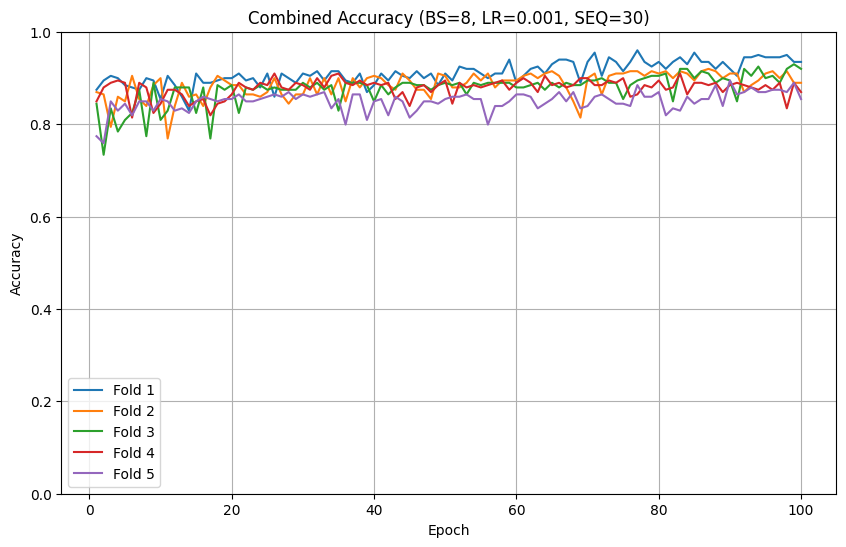 Combined Accuracy (BS=8, LR=0.001, SEQ=30)
1.0
0.8
0.6
0.4
0.2
0.0
Accuracy
Fold 1
Fold 2
Fold 3
Fold 4
Fold 5
0 20 40 60 80 100
Epoch